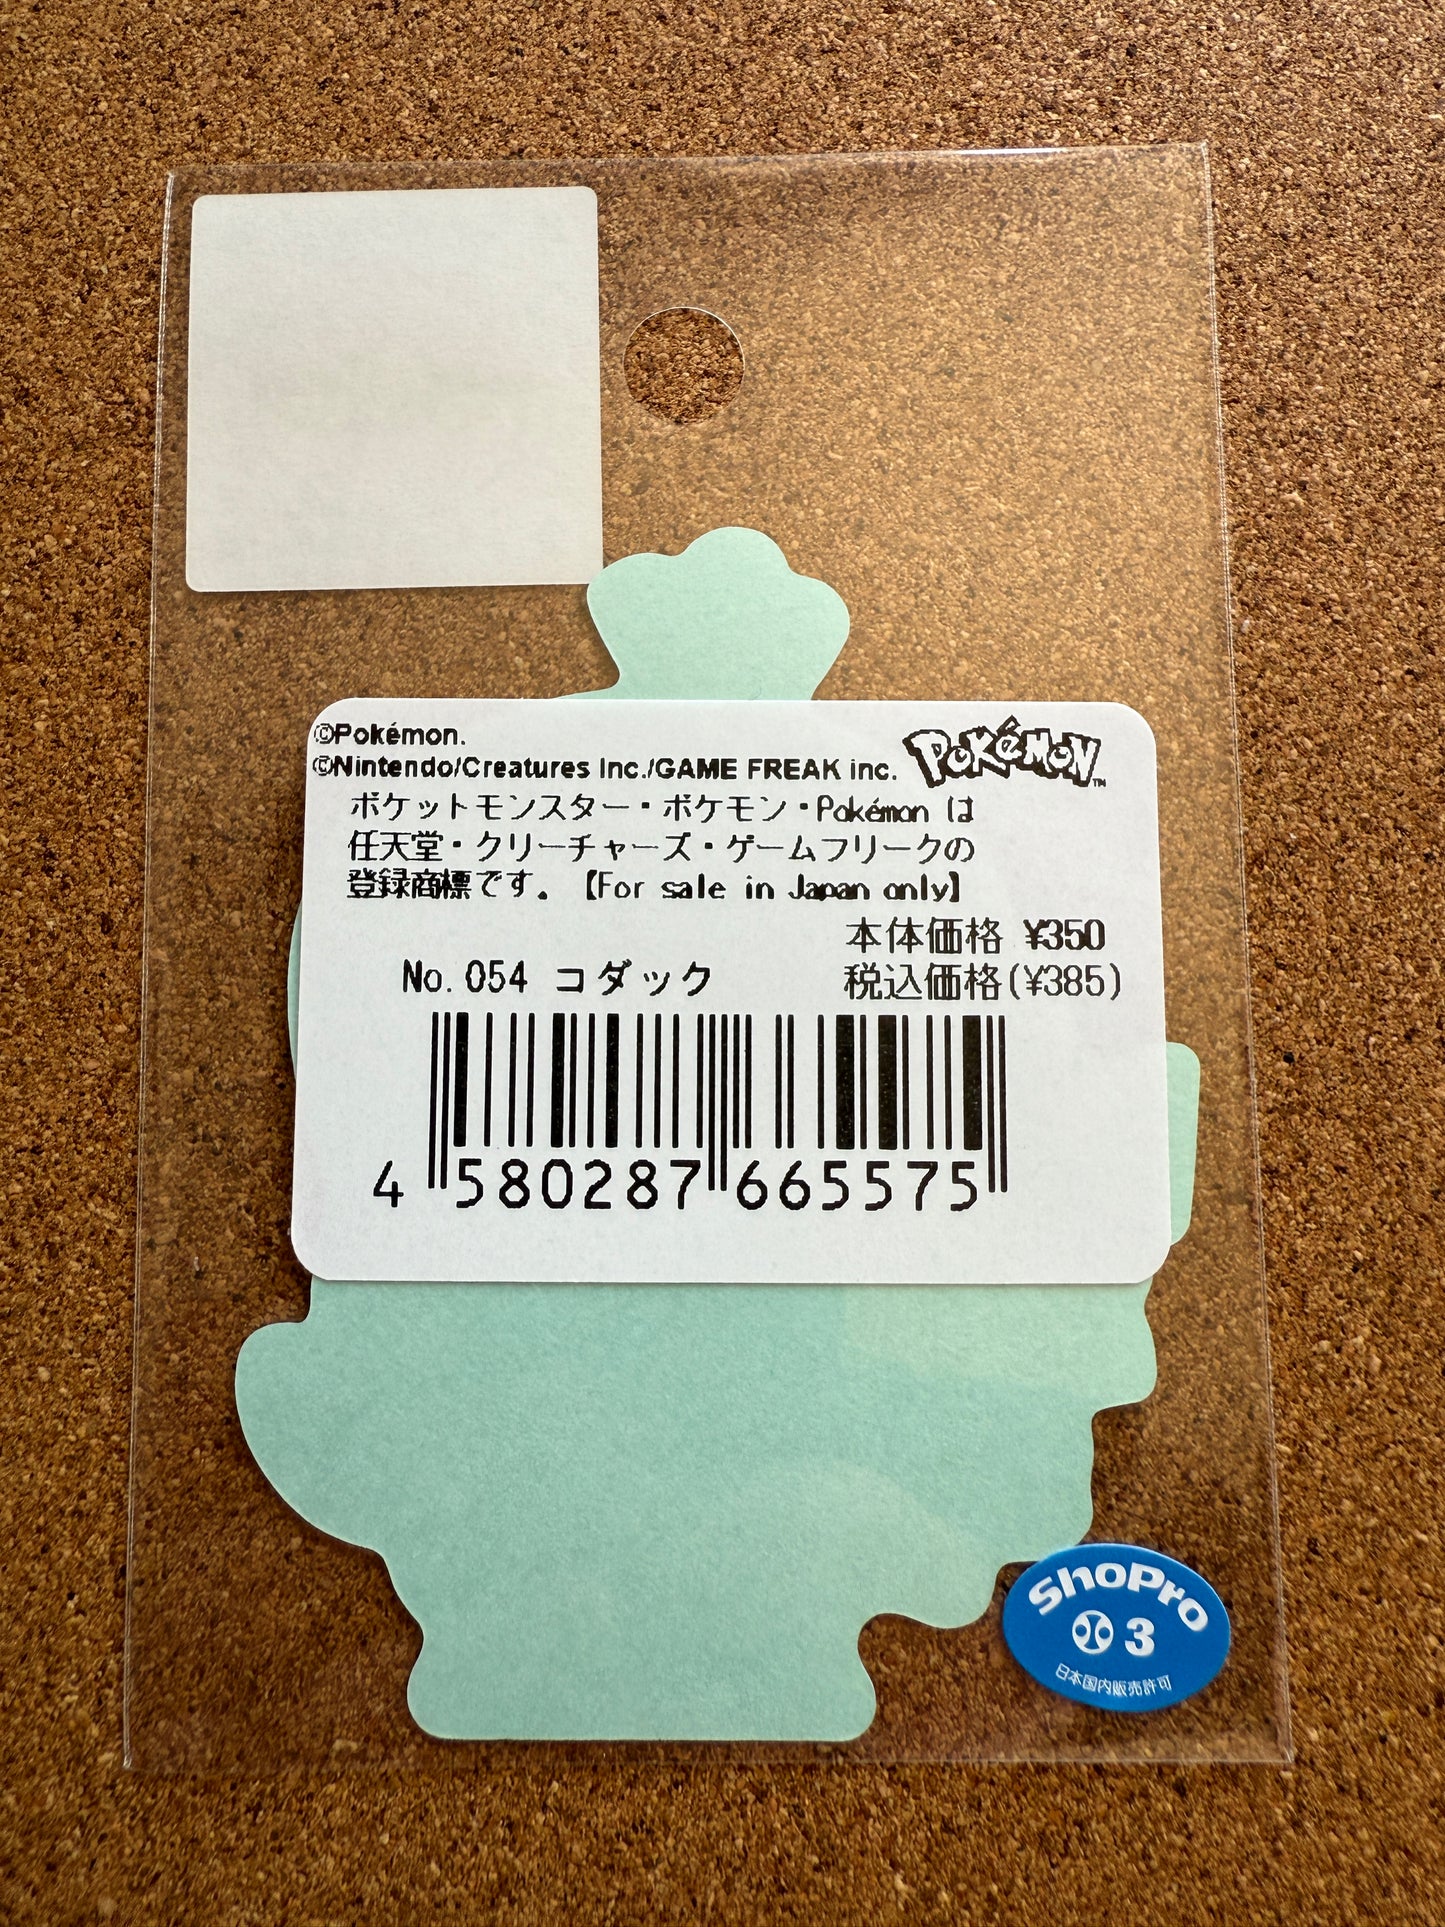 ©Pokémon.
©Nintendo/Creatures Inc./GAME FREAK inc.
POKéMON™
ポケットモンスター・ポケモン・Pokémon は
任天堂・クリーチャーズ・ゲームフリークの
登録商標です。【For sale in Japan only】
本体価格 ¥350
No.054 コダック 税込価格(¥385)
4 580287 665575
ShoPro
3
日本国内販売許可